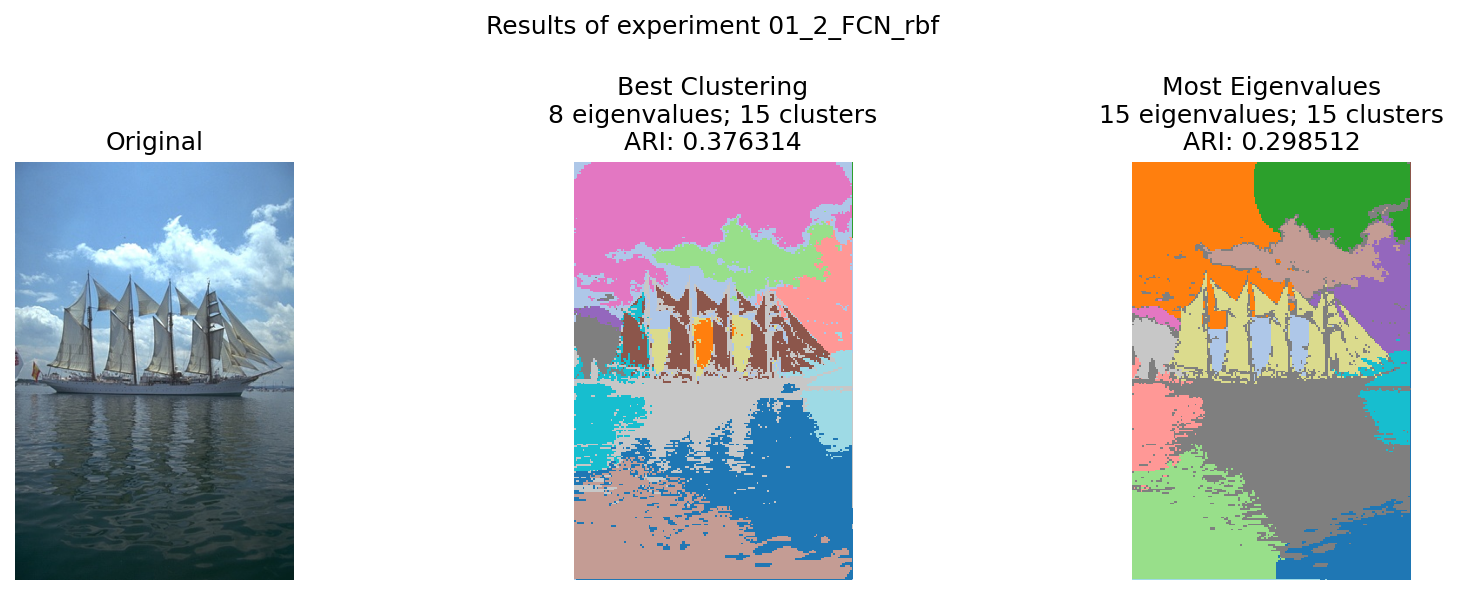 Results of experiment 01_2_FCN_rbf
Original
Best Clustering
8 eigenvalues; 15 clusters
ARI: 0.376314
Most Eigenvalues
15 eigenvalues; 15 clusters
ARI: 0.298512